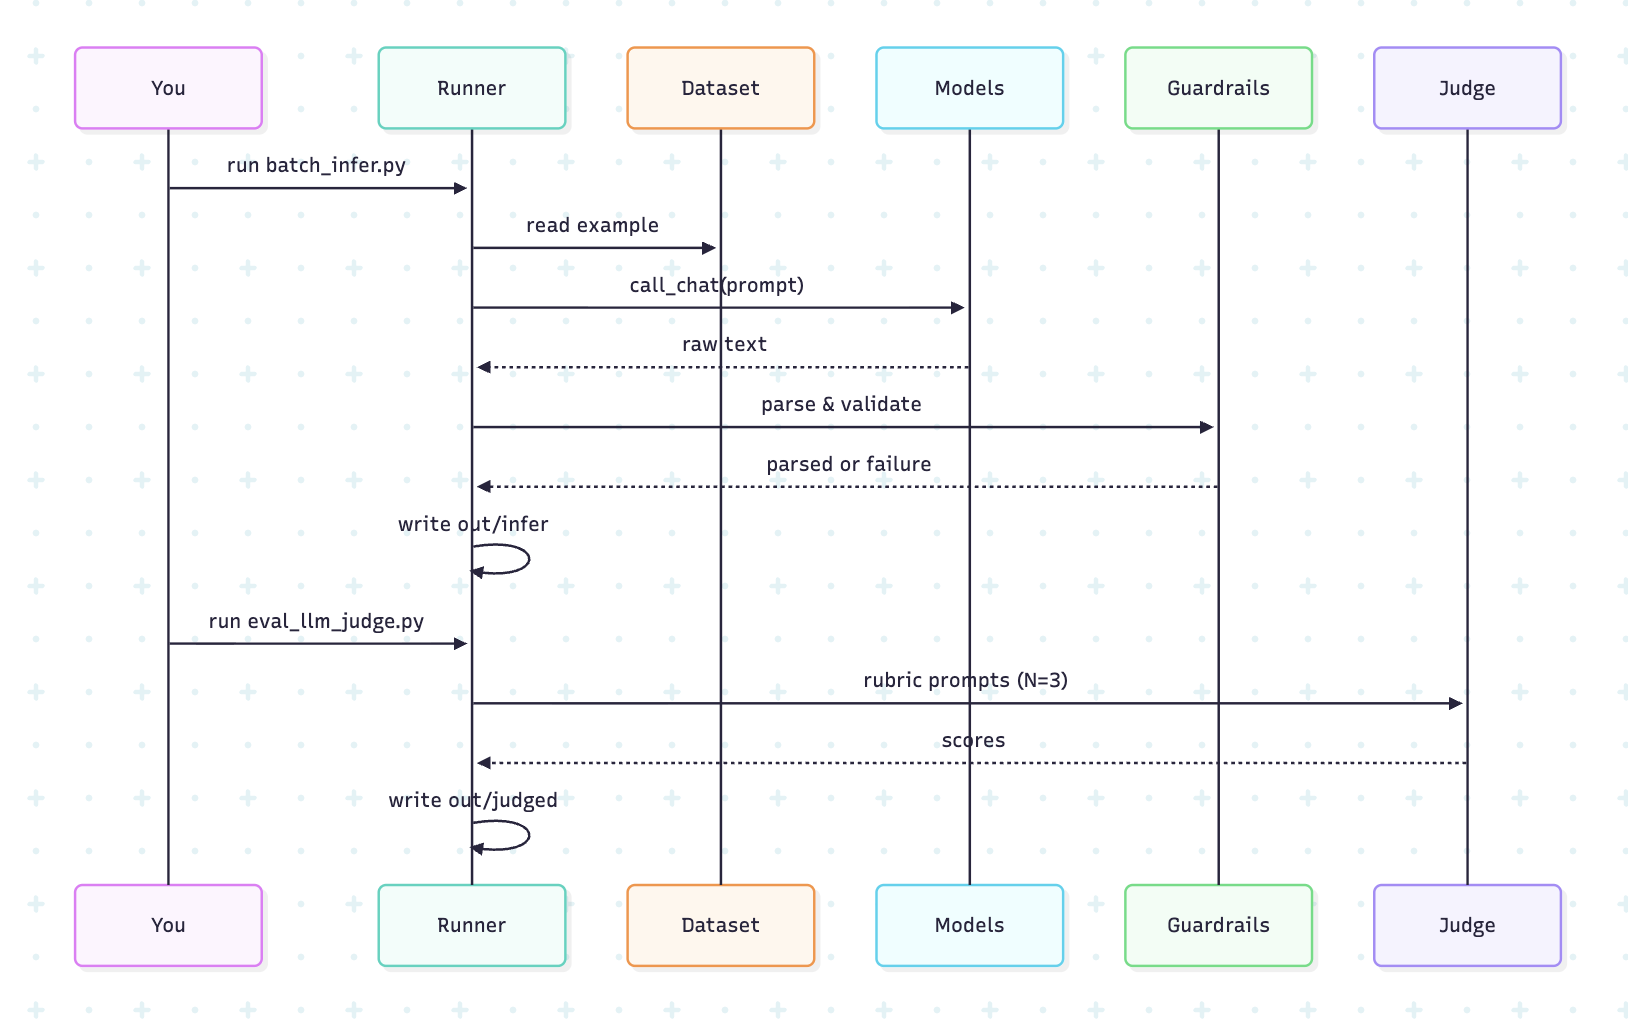 You
Runner
Dataset
Models
Guardrails
Judge
run batch_infer.py
read example
call_chat(prompt)
raw text
parse & validate
parsed or failure
write out/infer
run eval_llm_judge.py
rubric prompts (N=3)
scores
write out/judged
You
Runner
Dataset
Models
Guardrails
Judge